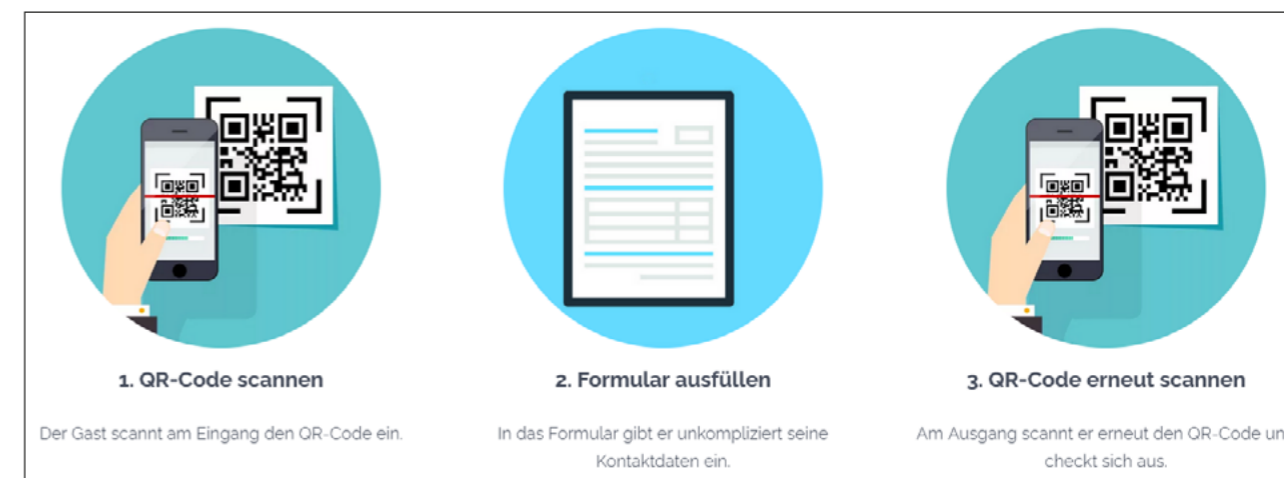 1. QR-Code scannen
Der Gast scannt am Eingang den QR-Code ein.
2. Formular ausfüllen
In das Formular gibt er unkompliziert seine
Kontaktdaten ein.
3. QR-Code erneut scannen
Am Ausgang scannt er erneut den QR-Code un
checkt sich aus.